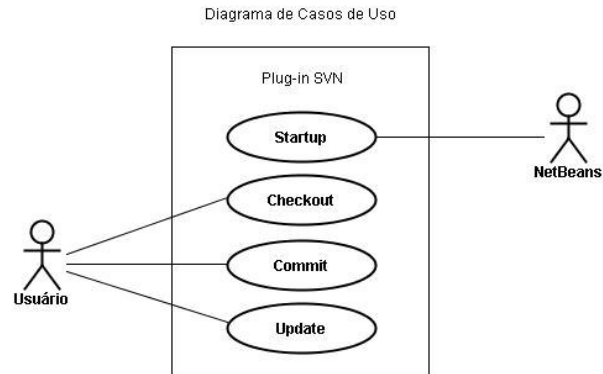 Diagrama de Casos de Uso
Plug-in SVN
Startup
NetBeans
Checkout
Commit
Usuário
Update